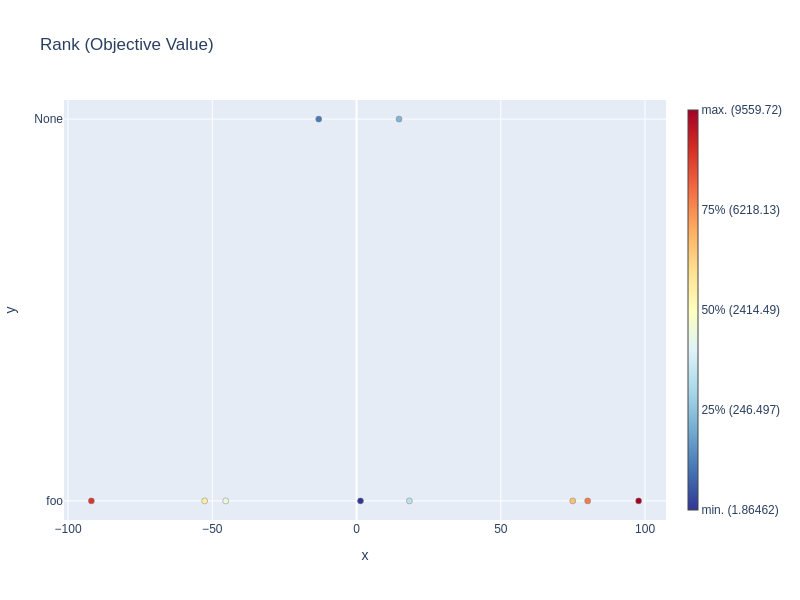 Rank (Objective Value)
None
foo
y
−100
−50
0
50
100
x
max. (9559.72)
75% (6218.13)
50% (2414.49)
25% (246.497)
min. (1.86462)